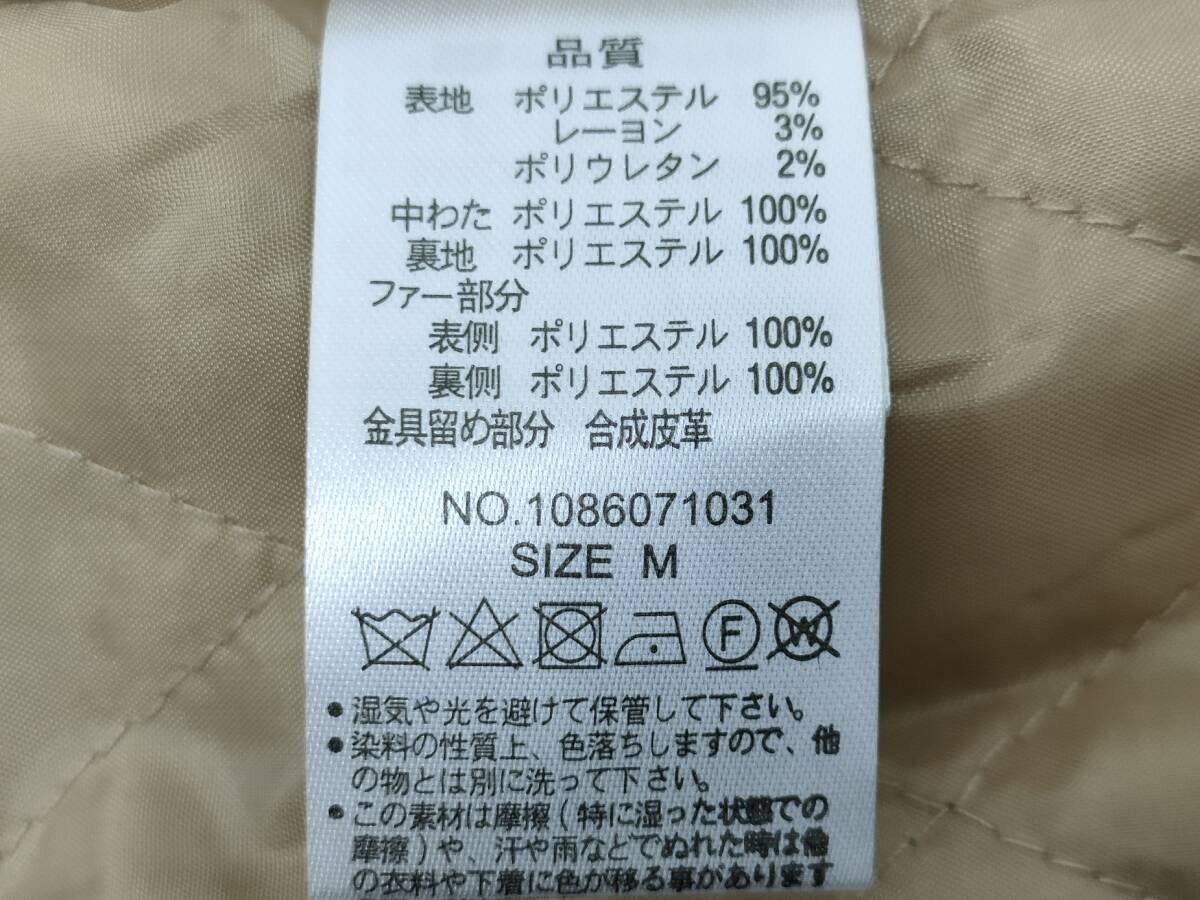 品質
表地 ポリエステル 95%
レーヨン 3%
ポリウレタン 2%
中わた ポリエステル 100%
裏地 ポリエステル 100%
ファー部分
表側 ポリエステル 100%
裏側 ポリエステル 100%
金具留め部分 合成皮革
NO.1086071031
SIZE M
F W
●湿気や光を避けて保管して下さい。
●染料の性質上、色落ちしますので、他
の物とは別に洗って下さい。
●この素材は摩擦(特に湿った状態での
摩擦)や、汗や雨などでぬれた時は他
の衣料や下着に色が移る事があります